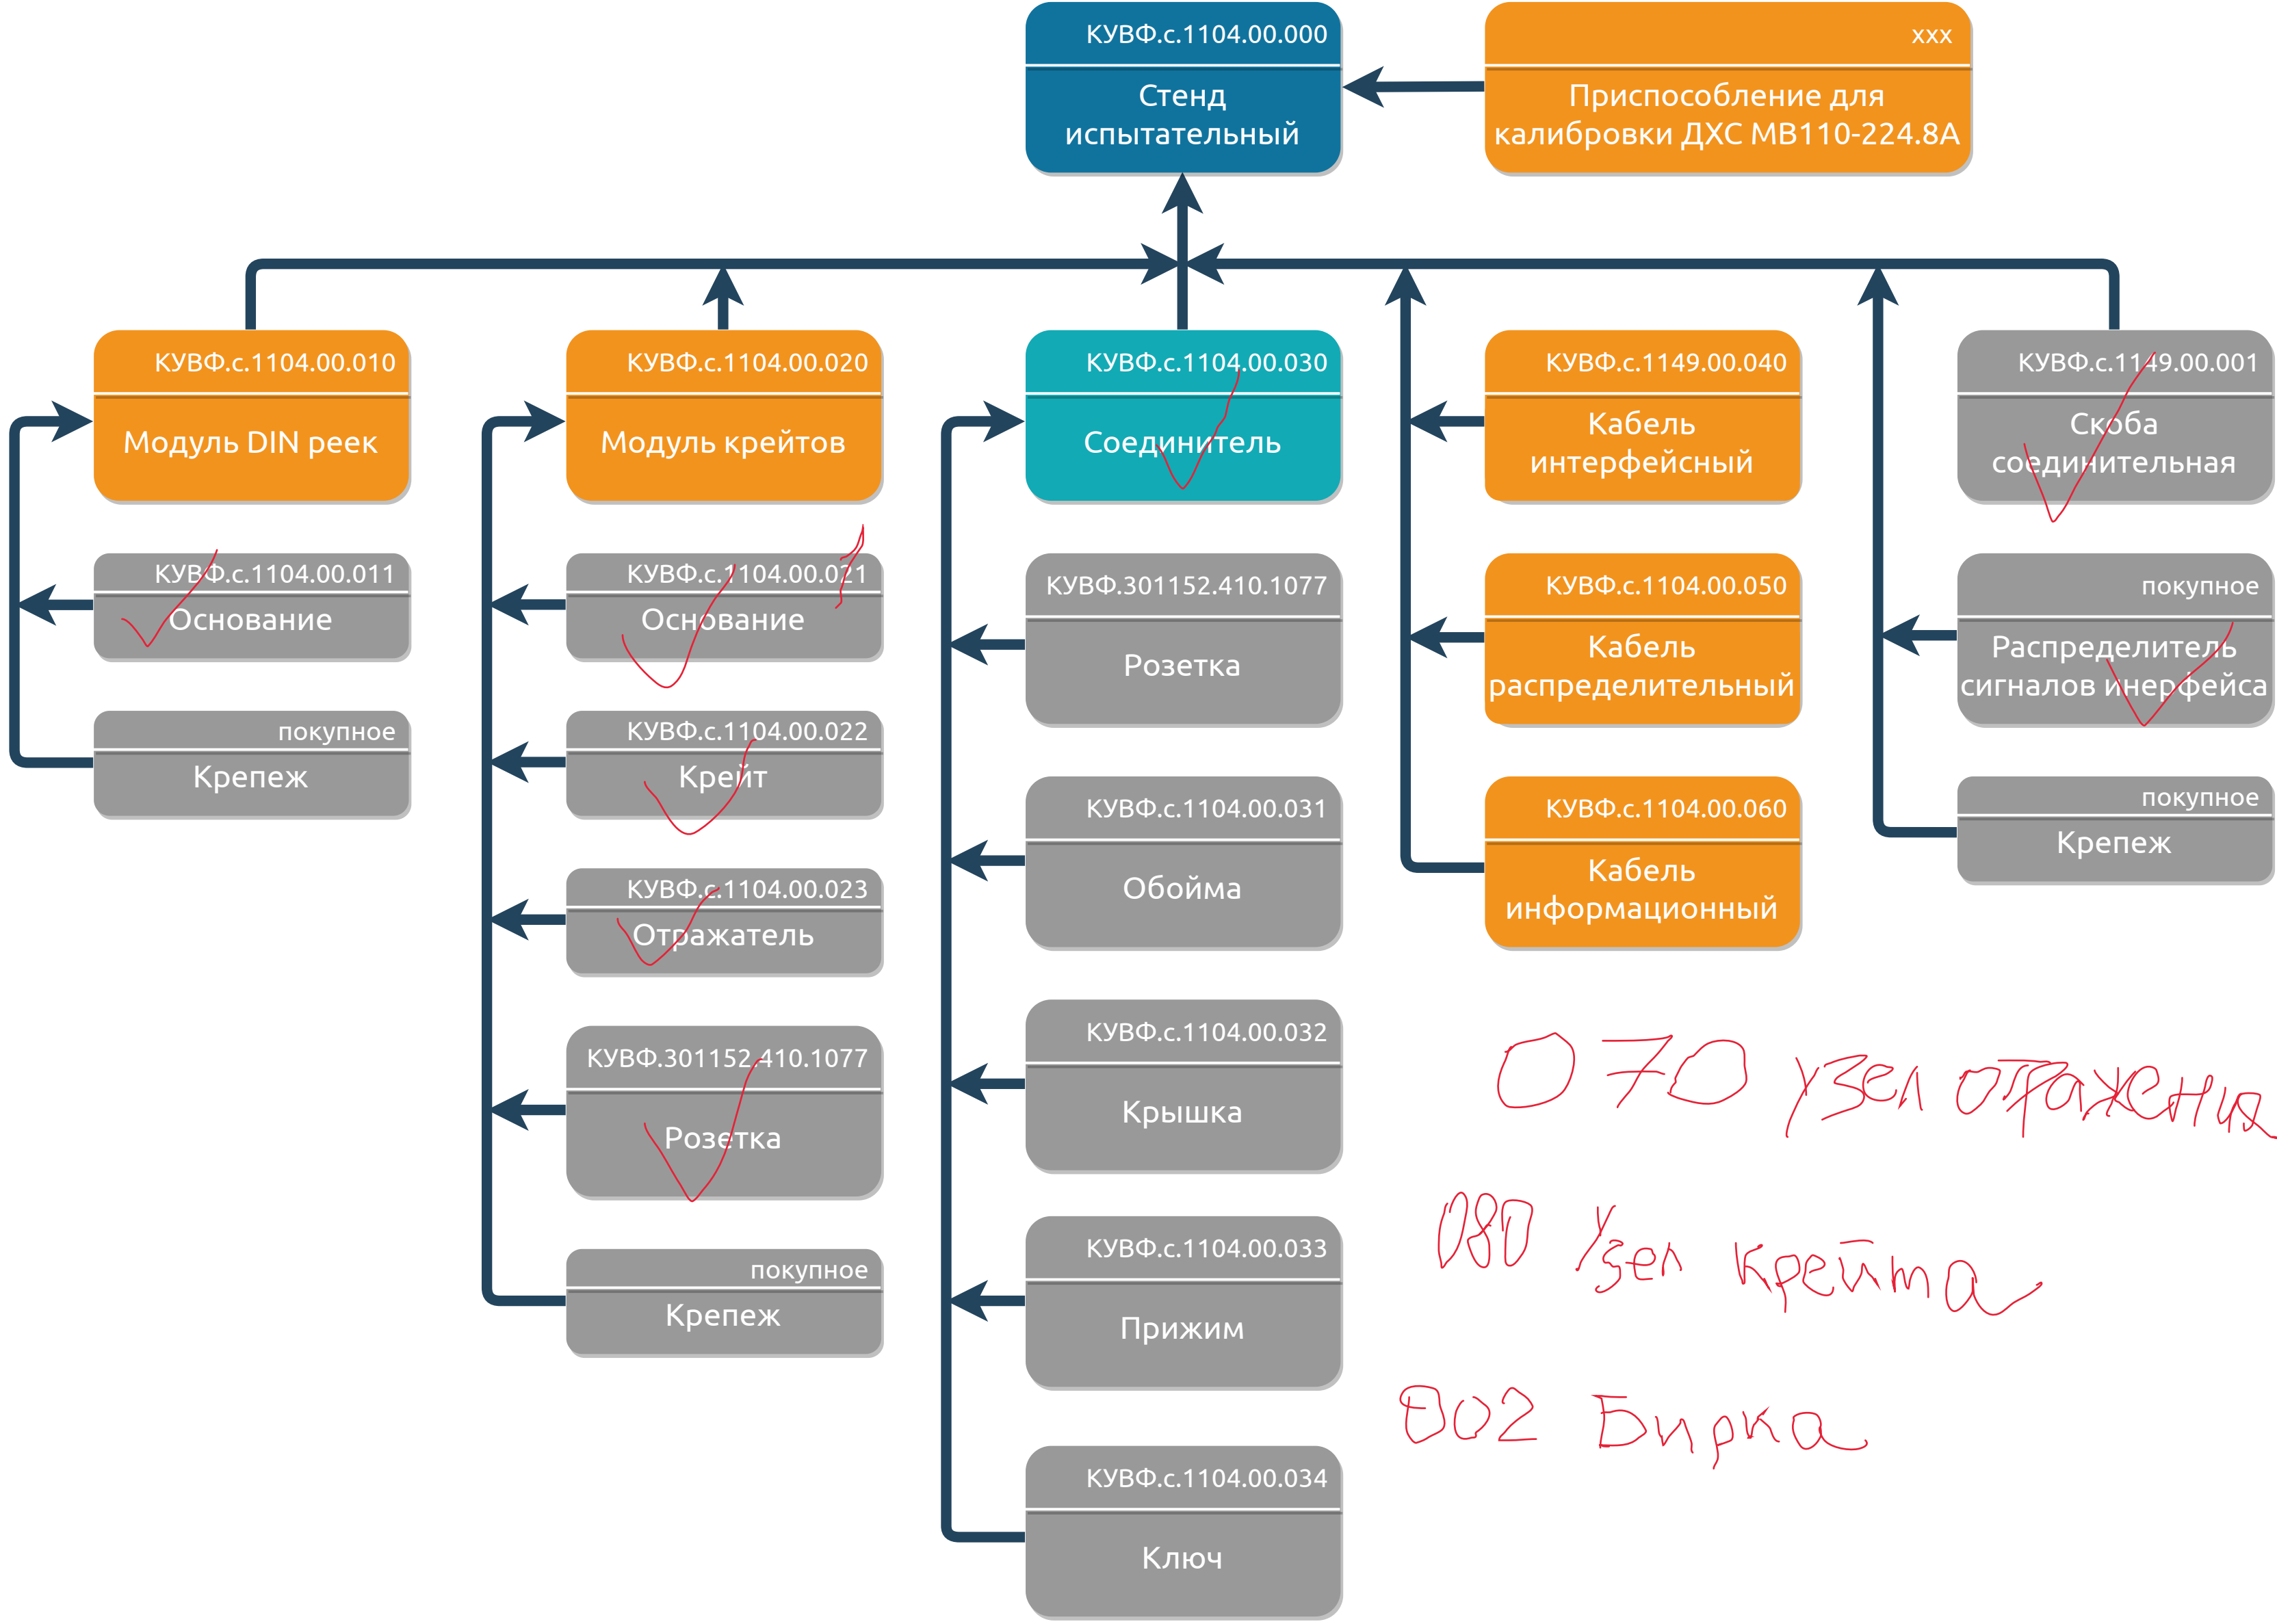 КУВФ.с.1104.00.000
Стенд
испытательный
xxx
Приспособление для
калибровки ДХС МВ110-224.8А
КУВФ.с.1104.00.010
Модуль DIN реек
КУВФ.с.1104.00.011
Основание
покупное
Крепеж
КУВФ.с.1104.00.020
Модуль крейтов
КУВФ.с.1104.00.021
Основание
КУВФ.с.1104.00.022
Крейт
КУВФ.с.1104.00.023
Отражатель
КУВФ.301152.410.1077
Розетка
покупное
Крепеж
КУВФ.с.1104.00.030
Соединитель
КУВФ.301152.410.1077
Розетка
КУВФ.с.1104.00.031
Обойма
КУВФ.с.1104.00.032
Крышка
КУВФ.с.1104.00.033
Прижим
КУВФ.с.1104.00.034
Ключ
КУВФ.с.1149.00.040
Кабель
интерфейсный
КУВФ.с.1104.00.050
Кабель
распределительный
КУВФ.с.1104.00.060
Кабель
информационный
КУВФ.с.1149.00.001
Скоба
соединительная
покупное
Распределитель
сигналов инерфейса
покупное
Крепеж
070 узел отражения
080 Узел крейта
002 Бирка